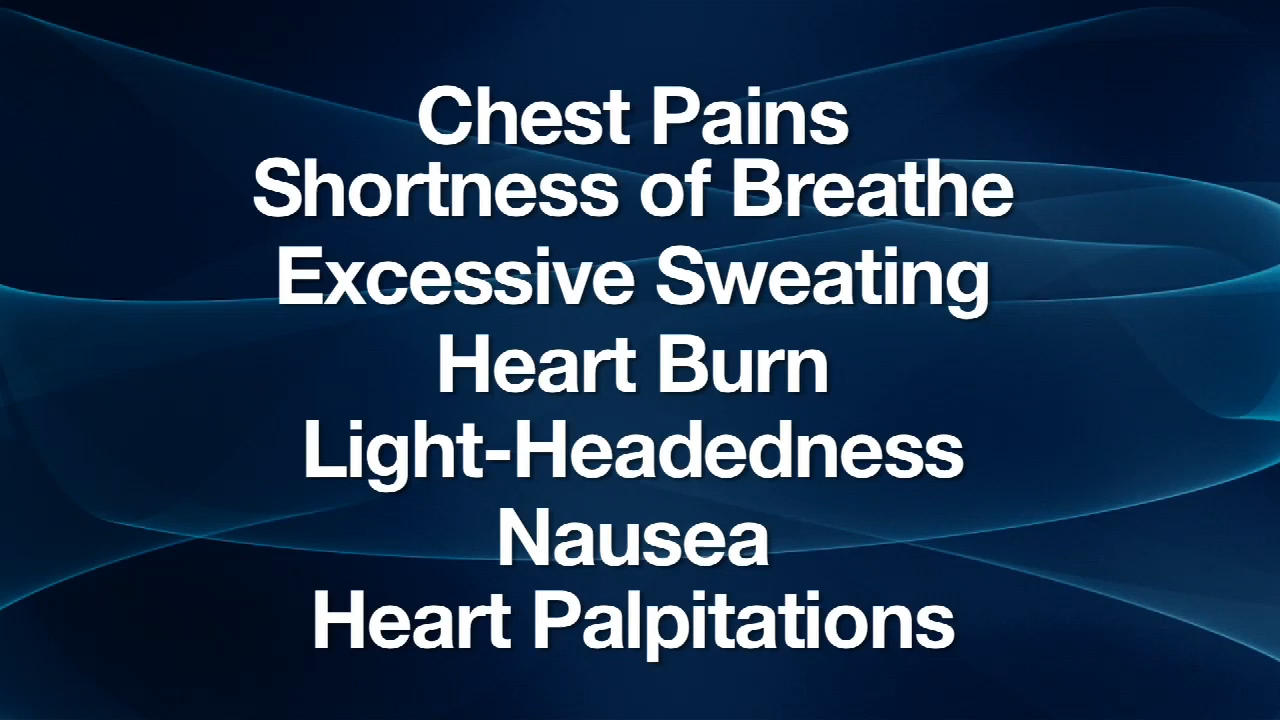 Chest Pains
Shortness of Breathe
Excessive Sweating
Heart Burn
Light-Headedness
Nausea
Heart Palpitations